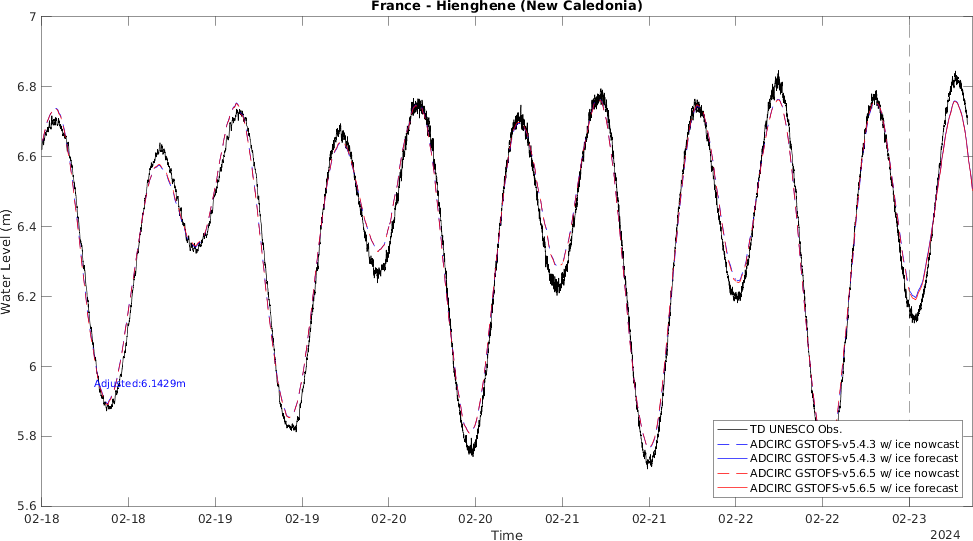 France - Hienghene (New Caledonia)
7
6.8
6.6
6.4
6.2
6
5.8
5.6
Water Level (m)
Adjusted:6.1429m
TD UNESCO Obs.
ADCIRC GSTOFS-v5.4.3 w/ ice nowcast
ADCIRC GSTOFS-v5.4.3 w/ ice forecast
ADCIRC GSTOFS-v5.6.5 w/ ice nowcast
ADCIRC GSTOFS-v5.6.5 w/ ice forecast
02-18 02-18 02-19 02-19 02-20 02-20 02-21 02-21 02-22 02-22 02-23
Time
2024